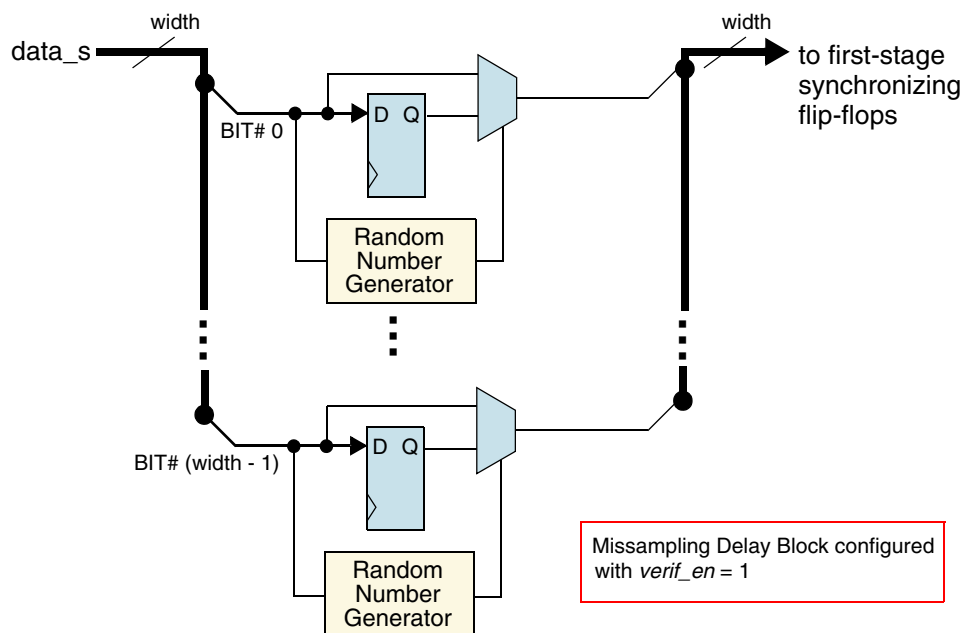 width
data_s
BIT# 0
D Q
Random
Number
Generator
width
to first-stage
synchronizing
flip-flops
BIT# (width - 1)
D Q
Random
Number
Generator
Missampling Delay Block configured
with verif_en = 1